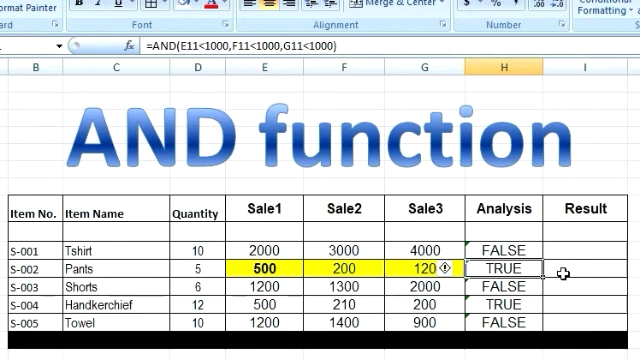 ormat Painter
Font
Alignment
Merge & Center
Number
Conditional
Formatting
fx =AND(E11<1000,F11<1000,G11<1000)
B C D E F G H I
AND function
Item No. Item Name Quantity Sale1 Sale2 Sale3 Analysis Result
S-001 Tshirt 10 2000 3000 4000 FALSE
S-002 Pants 5 500 200 120 TRUE
S-003 Shorts 6 1200 1300 2000 FALSE
S-004 Handkerchief 12 500 210 200 TRUE
S-005 Towel 10 1200 1400 900 FALSE